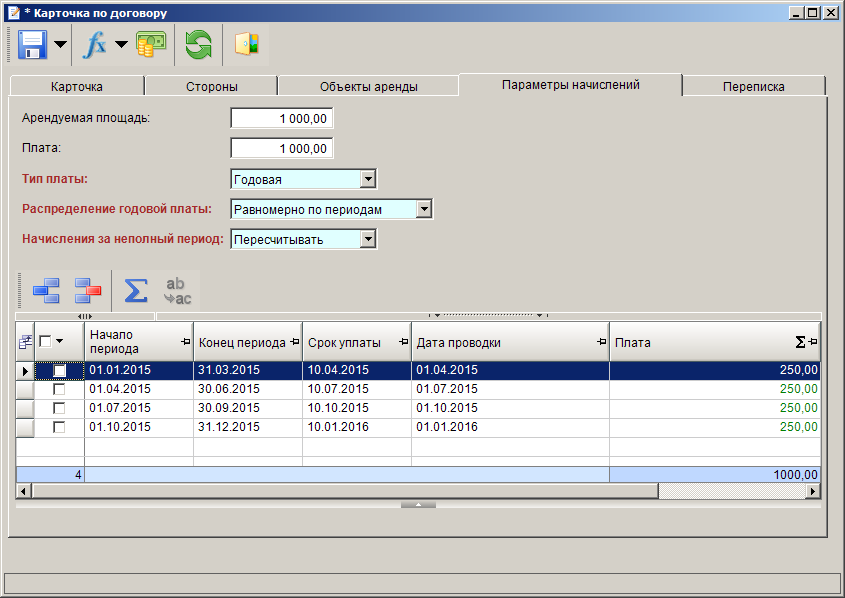 * Карточка по договору
fx
Карточка
Стороны
Объекты аренды
Параметры начислений
Переписка
Арендуемая площадь: 1 000,00
Плата: 1 000,00
Тип платы: Годовая
Распределение годовой платы: Равномерно по периодам
Начисления за неполный период: Пересчитывать
Σ ab
ac
Начало
периода
Конец периода
Срок уплаты
Дата проводки
Плата Σ
01.01.2015 31.03.2015 10.04.2015 01.04.2015 250,00
01.04.2015 30.06.2015 10.07.2015 01.07.2015 250,00
01.07.2015 30.09.2015 10.10.2015 01.10.2015 250,00
01.10.2015 31.12.2015 10.01.2016 01.01.2016 250,00
4 1000,00